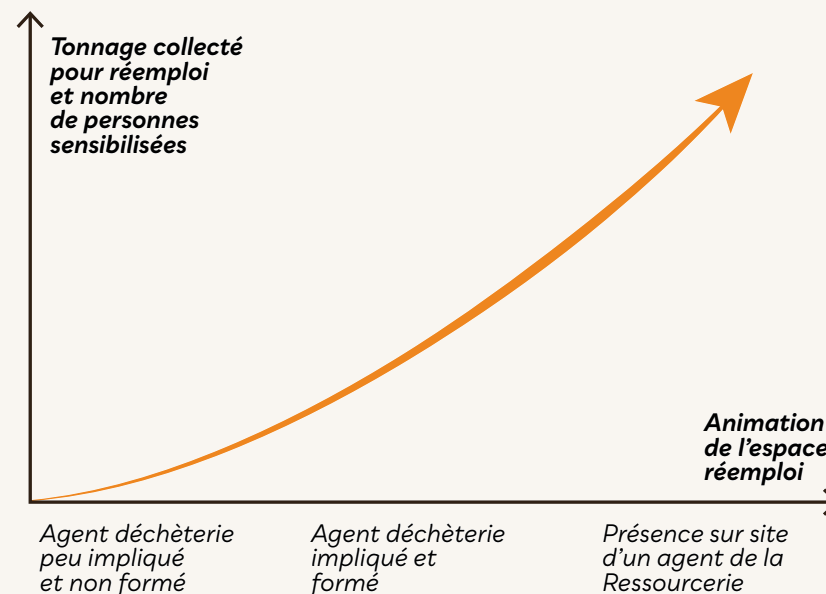 Tonnage collecté
pour réemploi
et nombre
de personnes
sensibilisées
Animation
de l'espace
réemploi
Agent déchèterie
peu impliqué
et non formé
Agent déchèterie
impliqué et
formé
Présence sur site
d'un agent de la
Ressourcerie